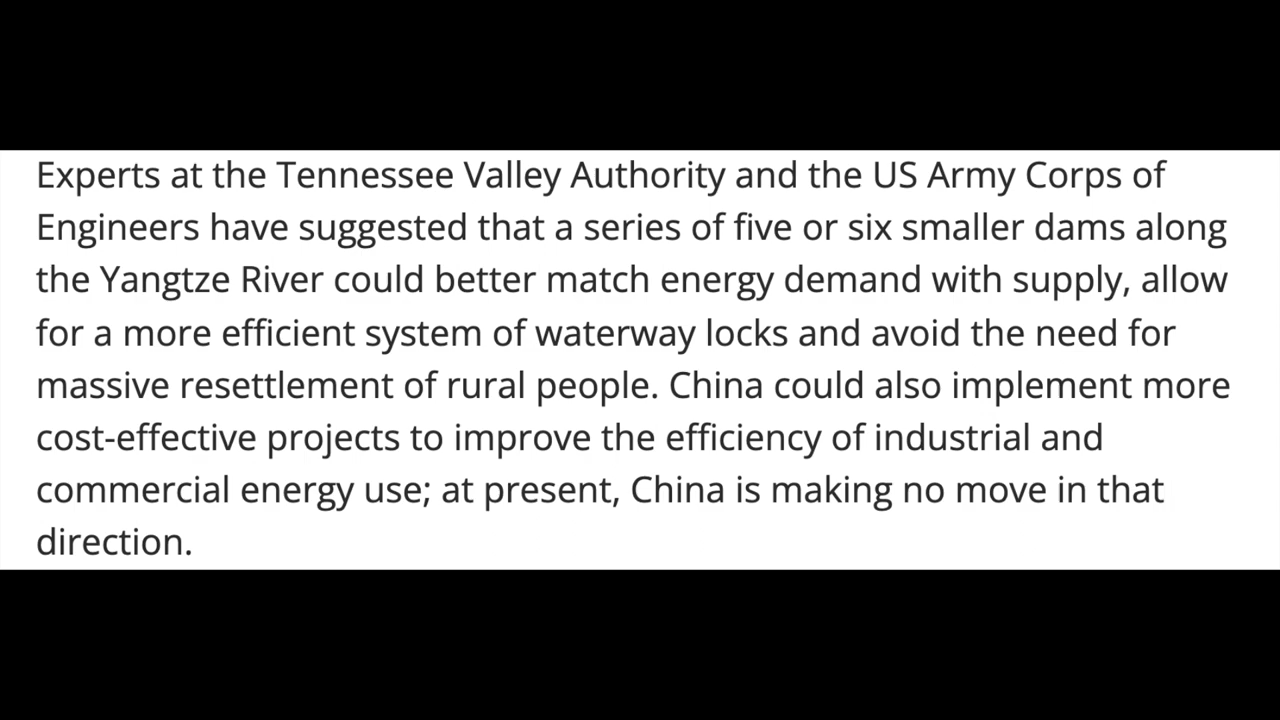 Experts at the Tennessee Valley Authority and the US Army Corps of
Engineers have suggested that a series of five or six smaller dams along
the Yangtze River could better match energy demand with supply, allow
for a more efficient system of waterway locks and avoid the need for
massive resettlement of rural people. China could also implement more
cost-effective projects to improve the efficiency of industrial and
commercial energy use; at present, China is making no move in that
direction.